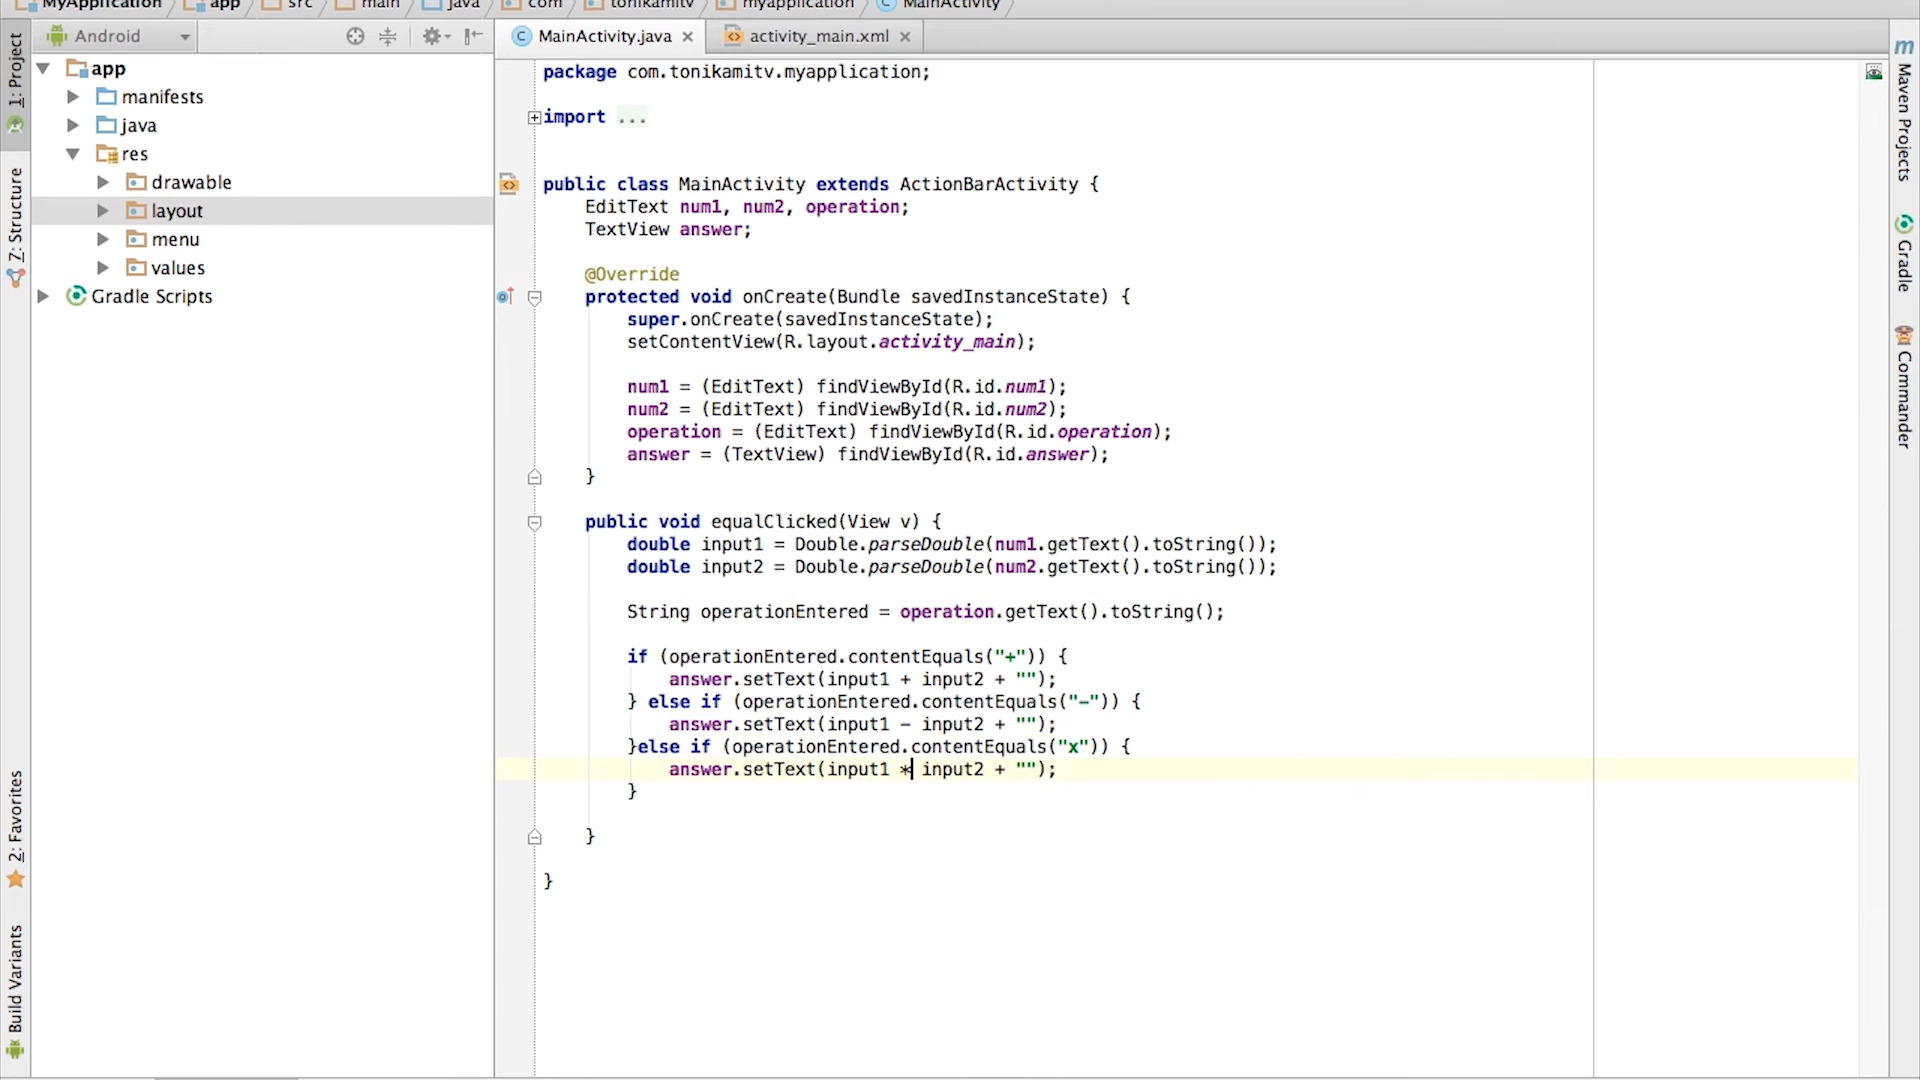 MyApplication app src main java com tonikamitv myapplication MainActivity
Android
MainActivity.java activity_main.xml
1: Project
Z: Structure
2: Favorites
Build Variants
app
manifests
java
res
drawable
layout
menu
values
Gradle Scripts
package com.tonikamitv.myapplication;
import ...
public class MainActivity extends ActionBarActivity {
EditText num1, num2, operation;
TextView answer;
@Override
protected void onCreate(Bundle savedInstanceState) {
super.onCreate(savedInstanceState);
setContentView(R.layout.activity_main);
num1 = (EditText) findViewById(R.id.num1);
num2 = (EditText) findViewById(R.id.num2);
operation = (EditText) findViewById(R.id.operation);
answer = (TextView) findViewById(R.id.answer);
}
public void equalClicked(View v) {
double input1 = Double.parseDouble(num1.getText().toString());
double input2 = Double.parseDouble(num2.getText().toString());
String operationEntered = operation.getText().toString();
if (operationEntered.contentEquals("+")) {
answer.setText(input1 + input2 + "");
} else if (operationEntered.contentEquals("-")) {
answer.setText(input1 - input2 + "");
}else if (operationEntered.contentEquals("x")) {
answer.setText(input1 * input2 + "");
}
}
}
m Maven Projects
Gradle
Commander